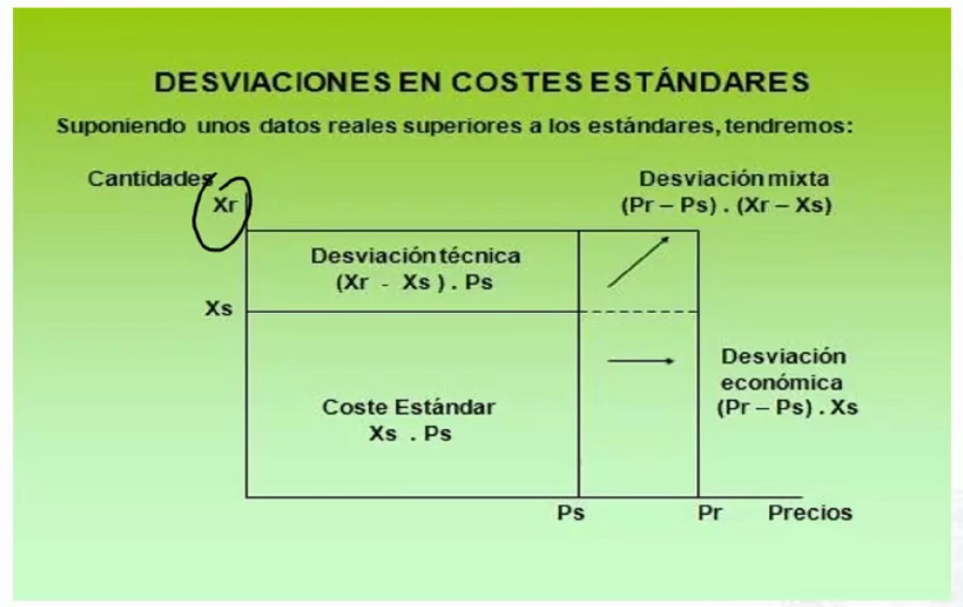 DESVIACIONES EN COSTES ESTÁNDARES
Suponiendo unos datos reales superiores a los estándares, tendremos:
Cantidades
Xr
Desviación mixta
(Pr – Ps) . (Xr – Xs)
Desviación técnica
(Xr - Xs ) . Ps
Xs
Desviación
económica
(Pr – Ps) . Xs
Coste Estándar
Xs . Ps
Ps
Pr
Precios